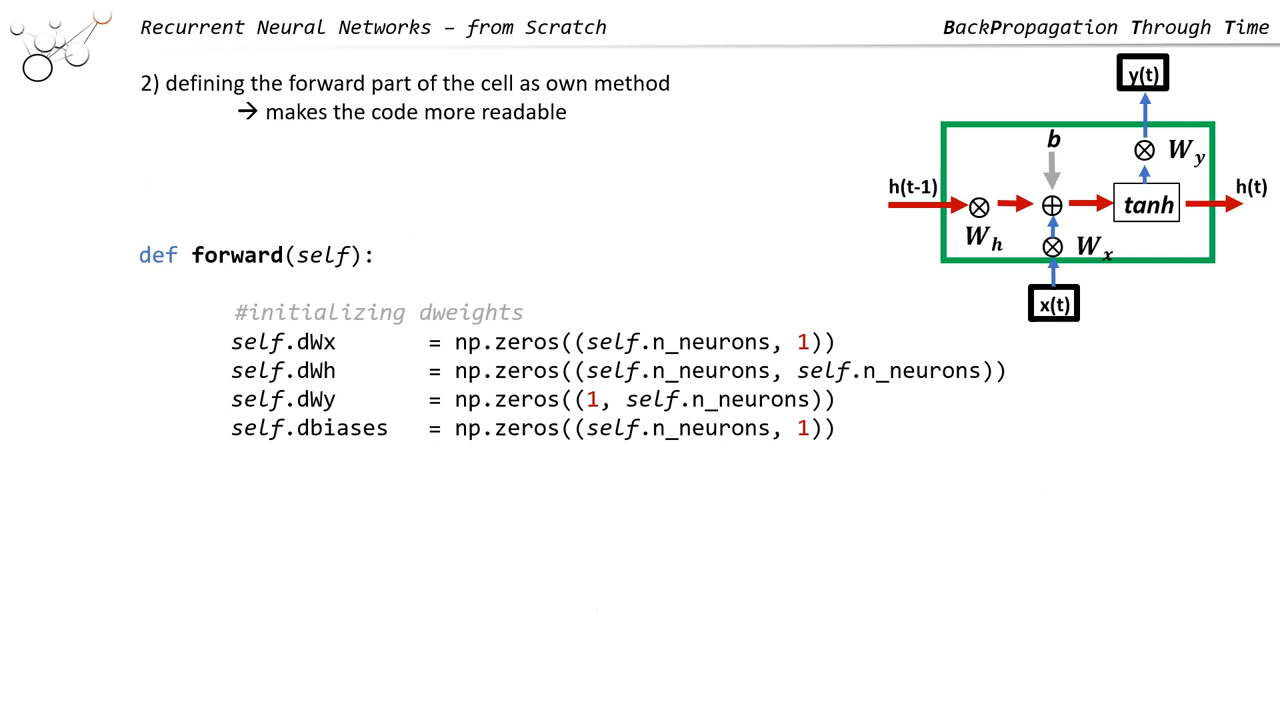 Recurrent Neural Networks – from Scratch
BackPropagation Through Time
2) defining the forward part of the cell as own method
→ makes the code more readable
y(t)
b
W_y
h(t-1)
h(t)
tanh
W_h
W_x
x(t)
def forward(self):
#initializing dweights
self.dWx = np.zeros((self.n_neurons, 1))
self.dWh = np.zeros((self.n_neurons, self.n_neurons))
self.dWy = np.zeros((1, self.n_neurons))
self.dbiases = np.zeros((self.n_neurons, 1))